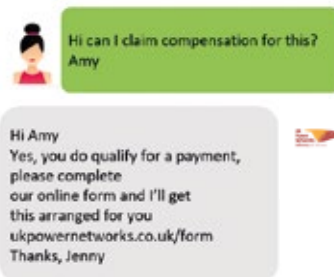 Hi can I claim compensation for this?
Amy
Hi Amy
Yes, you do qualify for a payment,
please complete
our online form and I'll get
this arranged for you
ukpowernetworks.co.uk/form
Thanks, Jenny